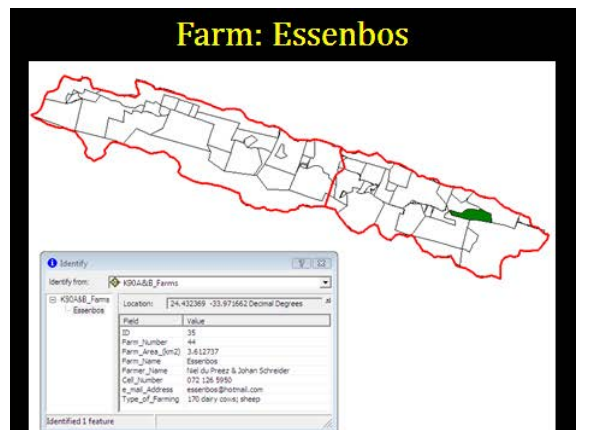 Farm: Essenbos
Identify
Identify from: K90A&B_Farms
K90A&B_Farms
Essenbos
Location: 24.432369 -33.971662 Decimal Degrees
Field Value
ID 35
Farm_Number 44
Farm_Area_(km2) 3.612737
Farm_Name Essenbos
Farmer_Name Niel du Preez & Johan Schreider
Cell_Number 072 126 5950
e_mail_Address essenbos@hotmail.com
Type_of_Farming 170 dairy cows; sheep
Identified 1 feature